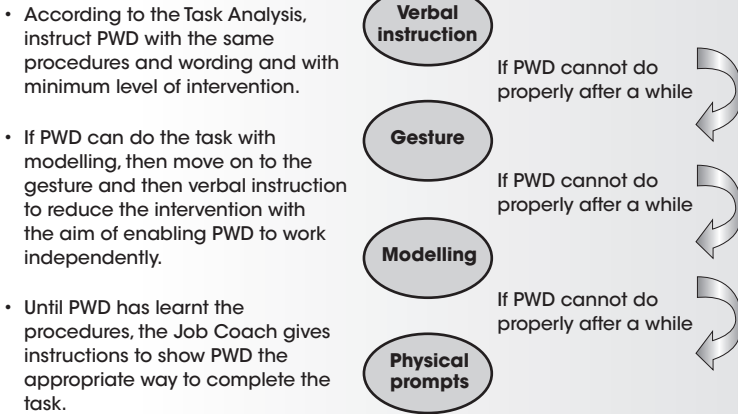 • According to the Task Analysis,
instruct PWD with the same
procedures and wording and with
minimum level of intervention.
• If PWD can do the task with
modelling, then move on to the
gesture and then verbal instruction
to reduce the intervention with
the aim of enabling PWD to work
independently.
• Until PWD has learnt the
procedures, the Job Coach gives
instructions to show PWD the
appropriate way to complete the
task.
Verbal
instruction
If PWD cannot do
properly after a while
Gesture
If PWD cannot do
properly after a while
Modelling
If PWD cannot do
properly after a while
Physical
prompts